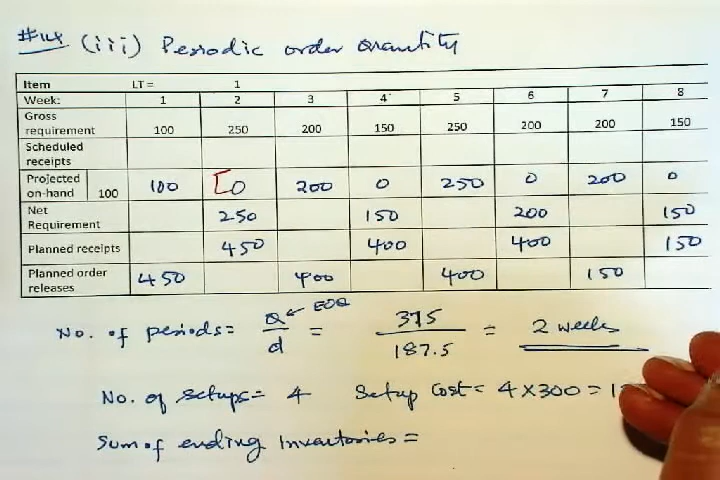 #14 (iii) Periodic order Quantity
Item LT= 1
Week: 1 2 3 4 5 6 7 8
Gross requirement 100 250 200 150 250 200 200 150
Scheduled receipts
Projected on-hand 100 100 [0 200 0 250 0 200 0
Net Requirement 250 150 200 150
Planned receipts 450 400 400 150
Planned order releases 450 400 400 150
No. of periods = Q/d ← EOQ = 375/187.5 = 2 weeks
No. of setups = 4 Setup Cost = 4 X 300 = 1
Sum of ending Inventories =